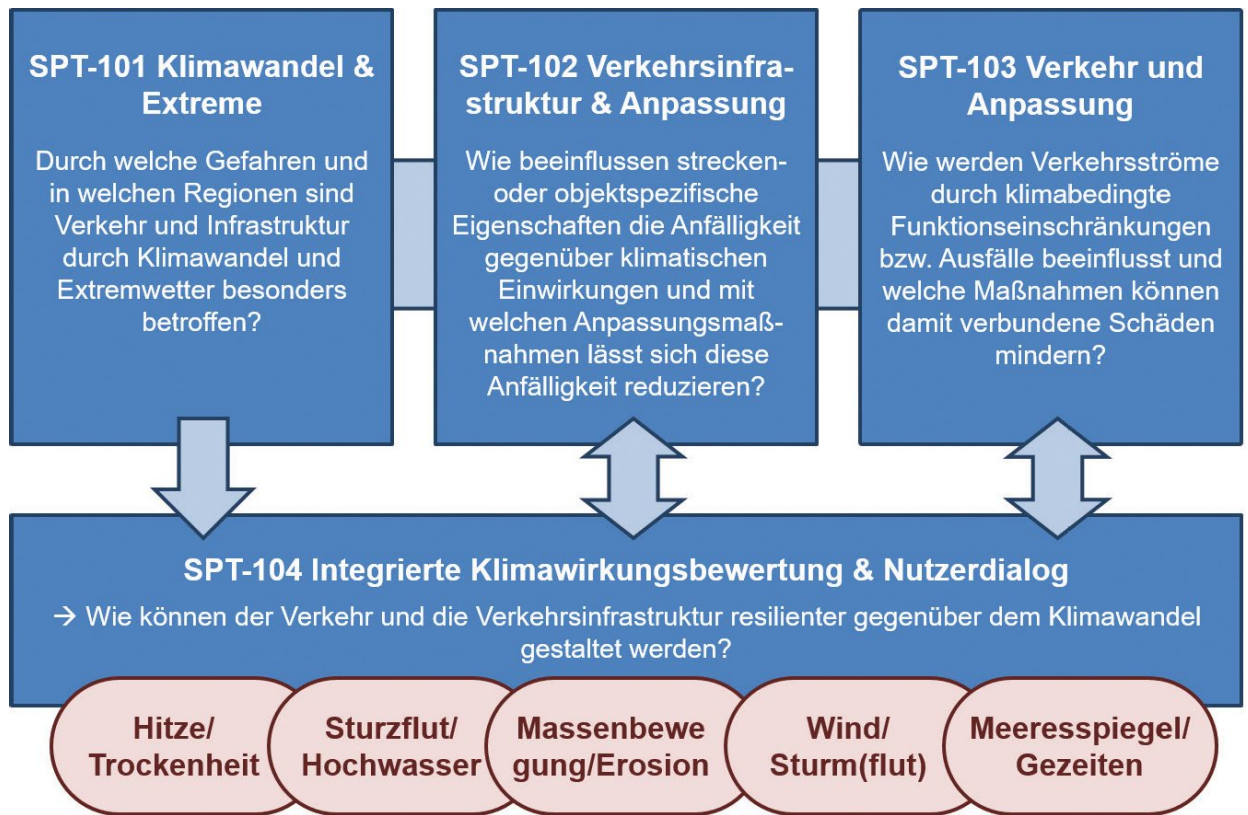 SPT-101 Klimawandel &
Extreme
Durch welche Gefahren und
in welchen Regionen sind
Verkehr und Infrastruktur
durch Klimawandel und
Extremwetter besonders
betroffen?
SPT-102 Verkehrsinfra-
struktur & Anpassung
Wie beeinflussen strecken-
oder objektspezifische
Eigenschaften die Anfälligkeit
gegenüber klimatischen
Einwirkungen und mit
welchen Anpassungsmaß-
nahmen lässt sich diese
Anfälligkeit reduzieren?
SPT-103 Verkehr und
Anpassung
Wie werden Verkehrsströme
durch klimabedingte
Funktionseinschränkungen
bzw. Ausfälle beeinflusst und
welche Maßnahmen können
damit verbundene Schäden
mindern?
SPT-104 Integrierte Klimawirkungsbewertung & Nutzerdialog
→ Wie können der Verkehr und die Verkehrsinfrastruktur resilienter gegenüber dem Klimawandel
gestaltet werden?
Hitze/
Trockenheit
Sturzflut/
Hochwasser
Massenbewe
gung/Erosion
Wind/
Sturm(flut)
Meeresspiegel/
Gezeiten